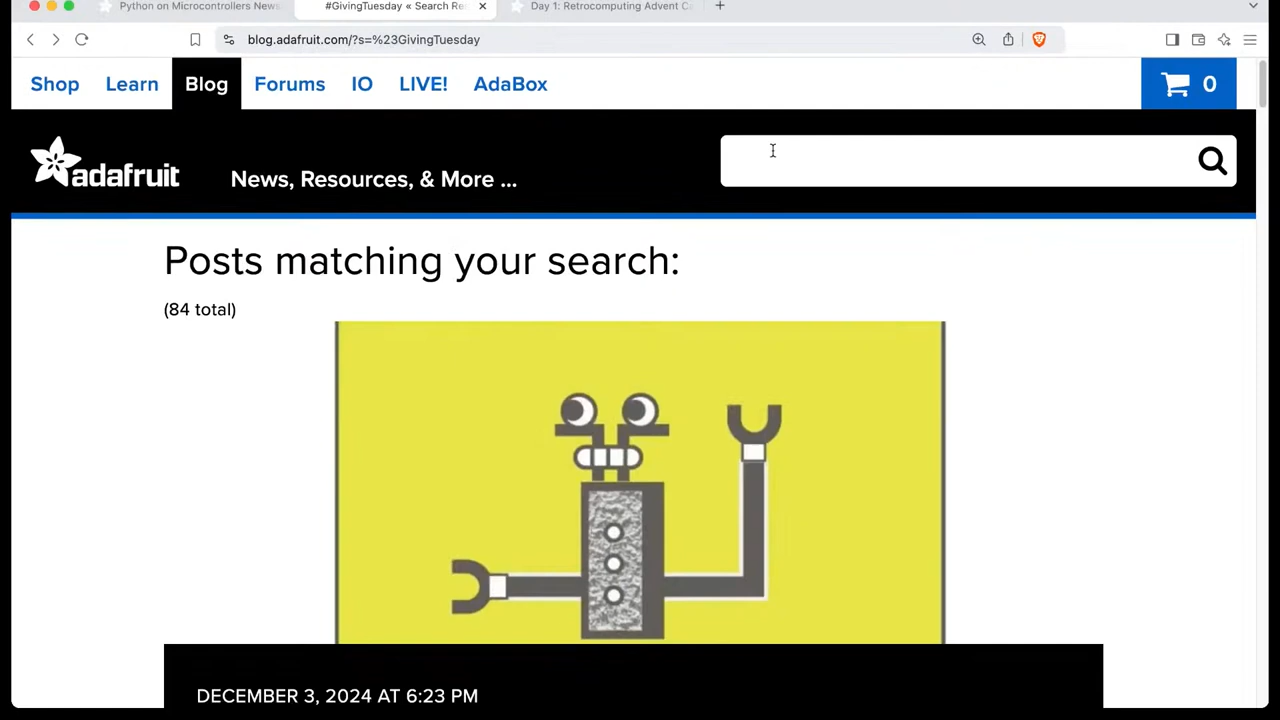 Python on Microcontrollers News
#GivingTuesday « Search Re
Day 1: Retrocomputing Advent C
blog.adafruit.com/?s=%23GivingTuesday
Shop Learn Blog Forums IO LIVE! AdaBox 0
adafruit News, Resources, & More ...
Posts matching your search:
(84 total)
DECEMBER 3, 2024 AT 6:23 PM